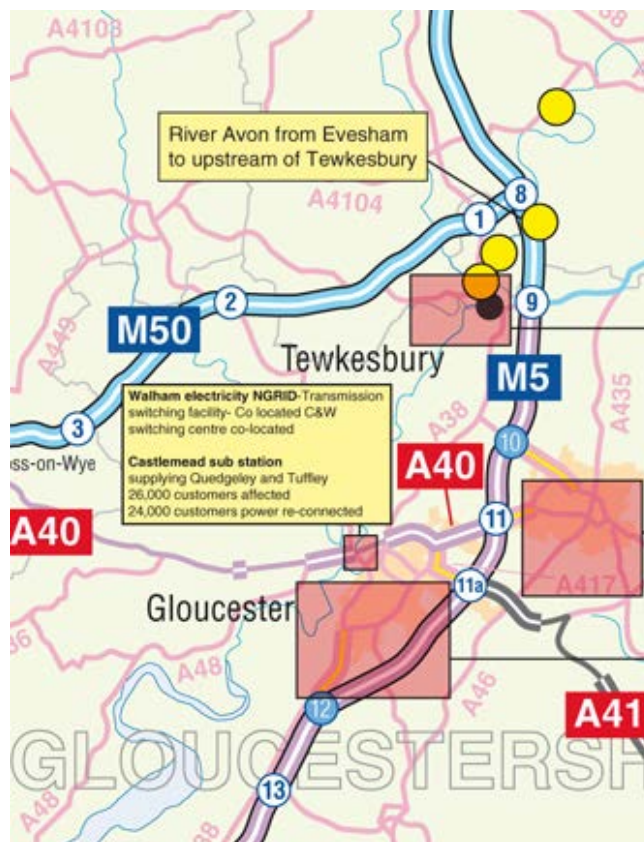 A4103
A38
River Avon from Evesham
to upstream of Tewkesbury
A4104
8
1
2
9
M50
A449
Tewkesbury
M5
A435
Walham electricity NGRID-Transmission
switching facility- Co located C&W
switching centre co-located
Castlemead sub station
supplying Quedgeley and Tuffley
26,000 customers affected
24,000 customers power re-connected
A38
3
10
oss-on-Wye
A40
A40
11
11a
A417
Gloucester
A48
A46
12
A41
GLOUCESTERSH
13
A48